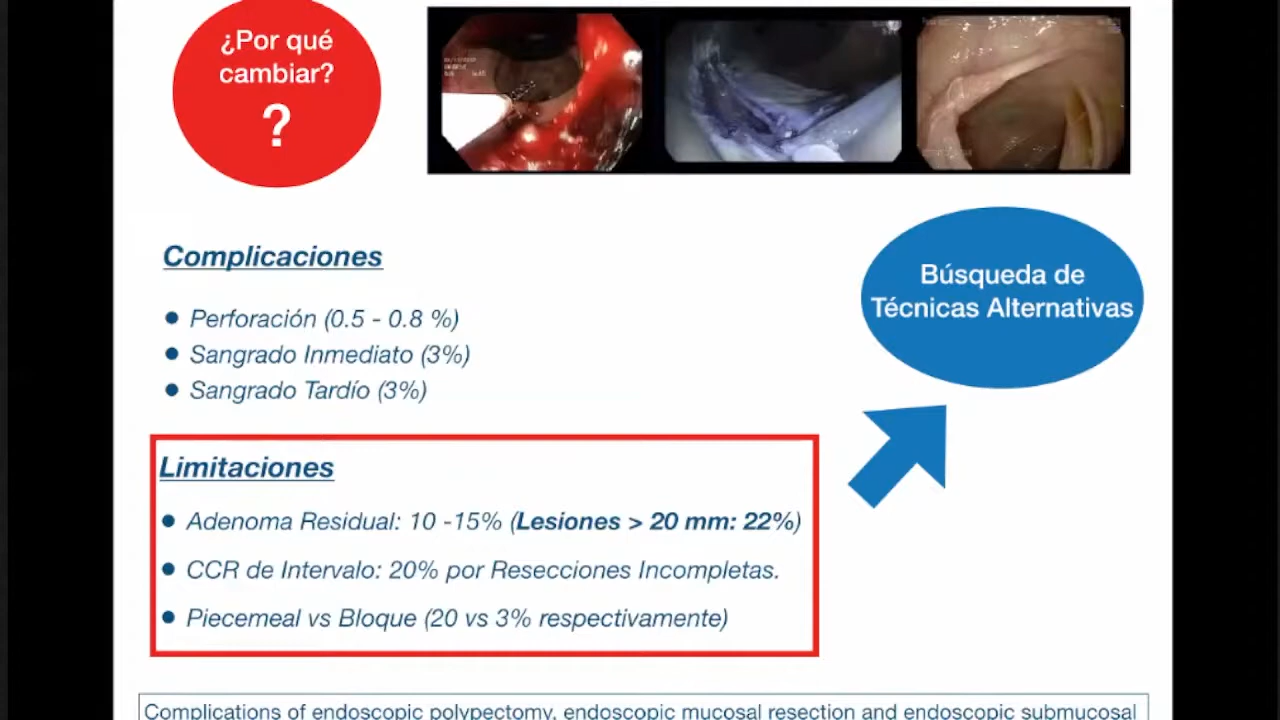 ¿Por qué
cambiar?
?
Complicaciones
Búsqueda de
Técnicas Alternativas
● Perforación (0.5 - 0.8 %)
● Sangrado Inmediato (3%)
● Sangrado Tardío (3%)
Limitaciones
● Adenoma Residual: 10 -15% (Lesiones > 20 mm: 22%)
● CCR de Intervalo: 20% por Resecciones Incompletas.
● Piecemeal vs Bloque (20 vs 3% respectivamente)
Complications of endoscopic polypectomy, endoscopic mucosal resection and endoscopic submucosal